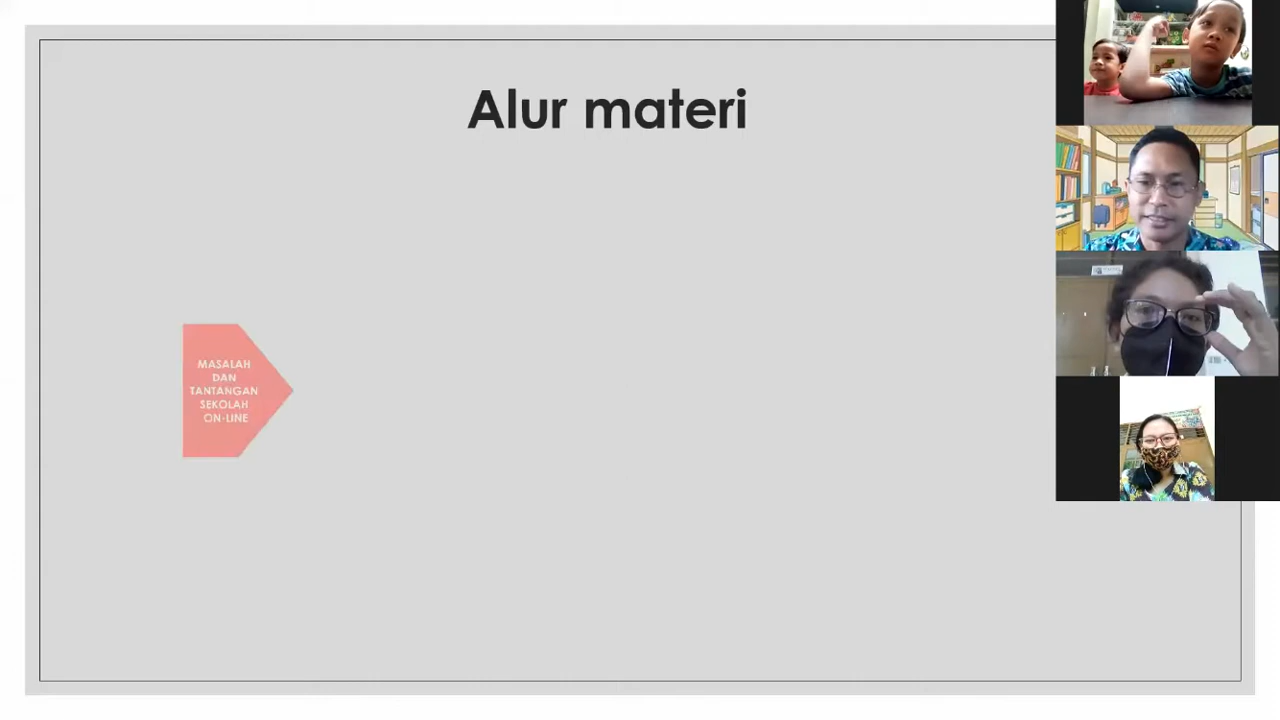 Alur materi
MASALAH
DAN
TANTANGAN
SEKOLAH
ON-LINE